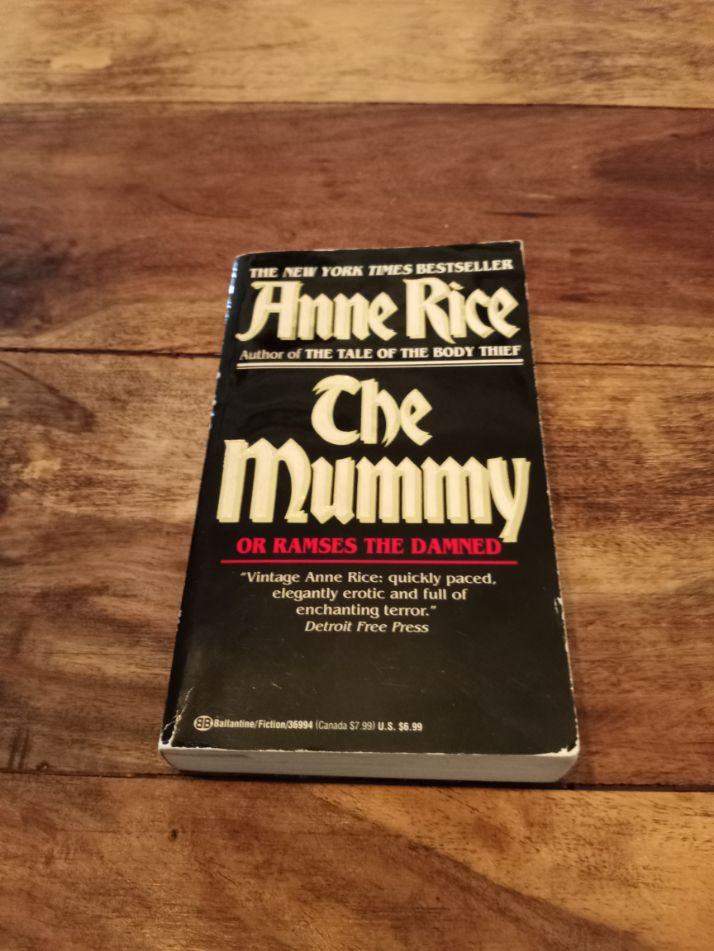 THE NEW YORK TIMES BESTSELLER
Anne Rice
Author of THE TALE OF THE BODY THIEF
The
Mummy
OR RAMSES THE DAMNED
"Vintage Anne Rice: quickly paced,
elegantly erotic and full of
enchanting terror."
Detroit Free Press
BB Ballantine/Fiction/36994 (Canada $7.99) U.S. $6.99